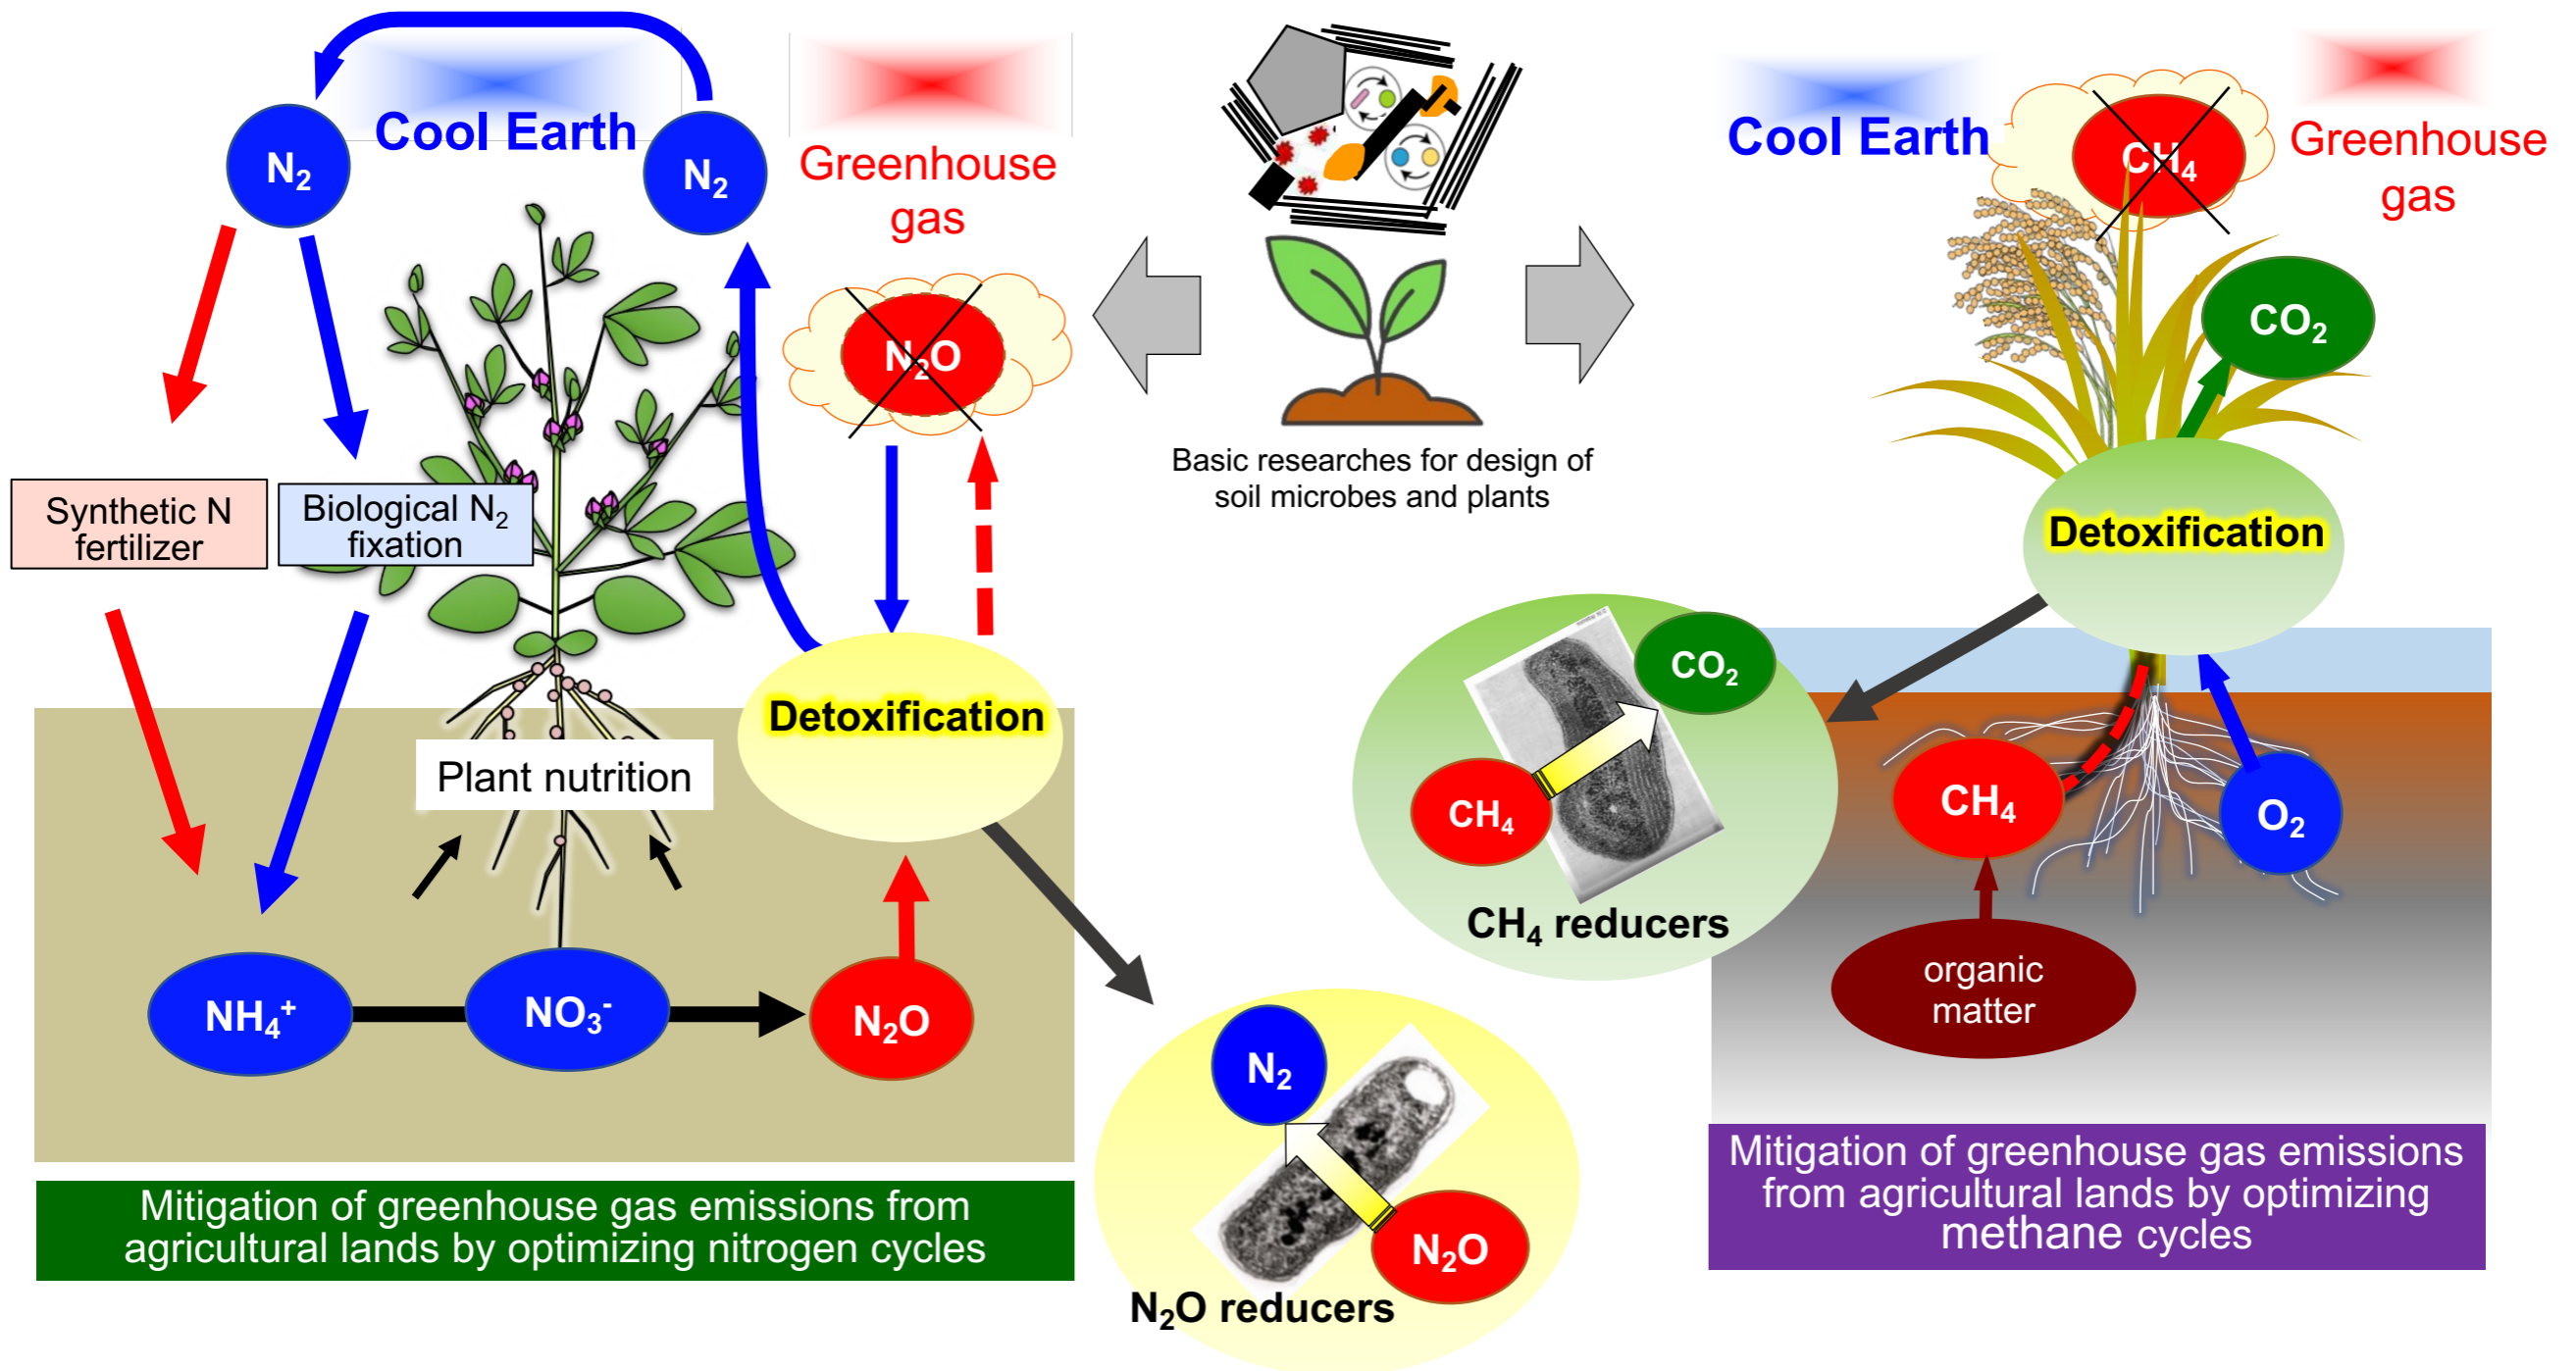 Cool Earth
N₂
N₂
Greenhouse
gas
N₂O
Synthetic N
fertilizer
Biological N₂
fixation
Detoxification
Plant nutrition
NH₄⁺
NO₃⁻
N₂O
Mitigation of greenhouse gas emissions from
agricultural lands by optimizing nitrogen cycles
Basic researches for design of
soil microbes and plants
CO₂
CH₄
CH₄ reducers
N₂
N₂O
N₂O reducers
Cool Earth
CH₄
Greenhouse
gas
CO₂
Detoxification
CH₄
O₂
organic
matter
Mitigation of greenhouse gas emissions
from agricultural lands by optimizing
methane cycles